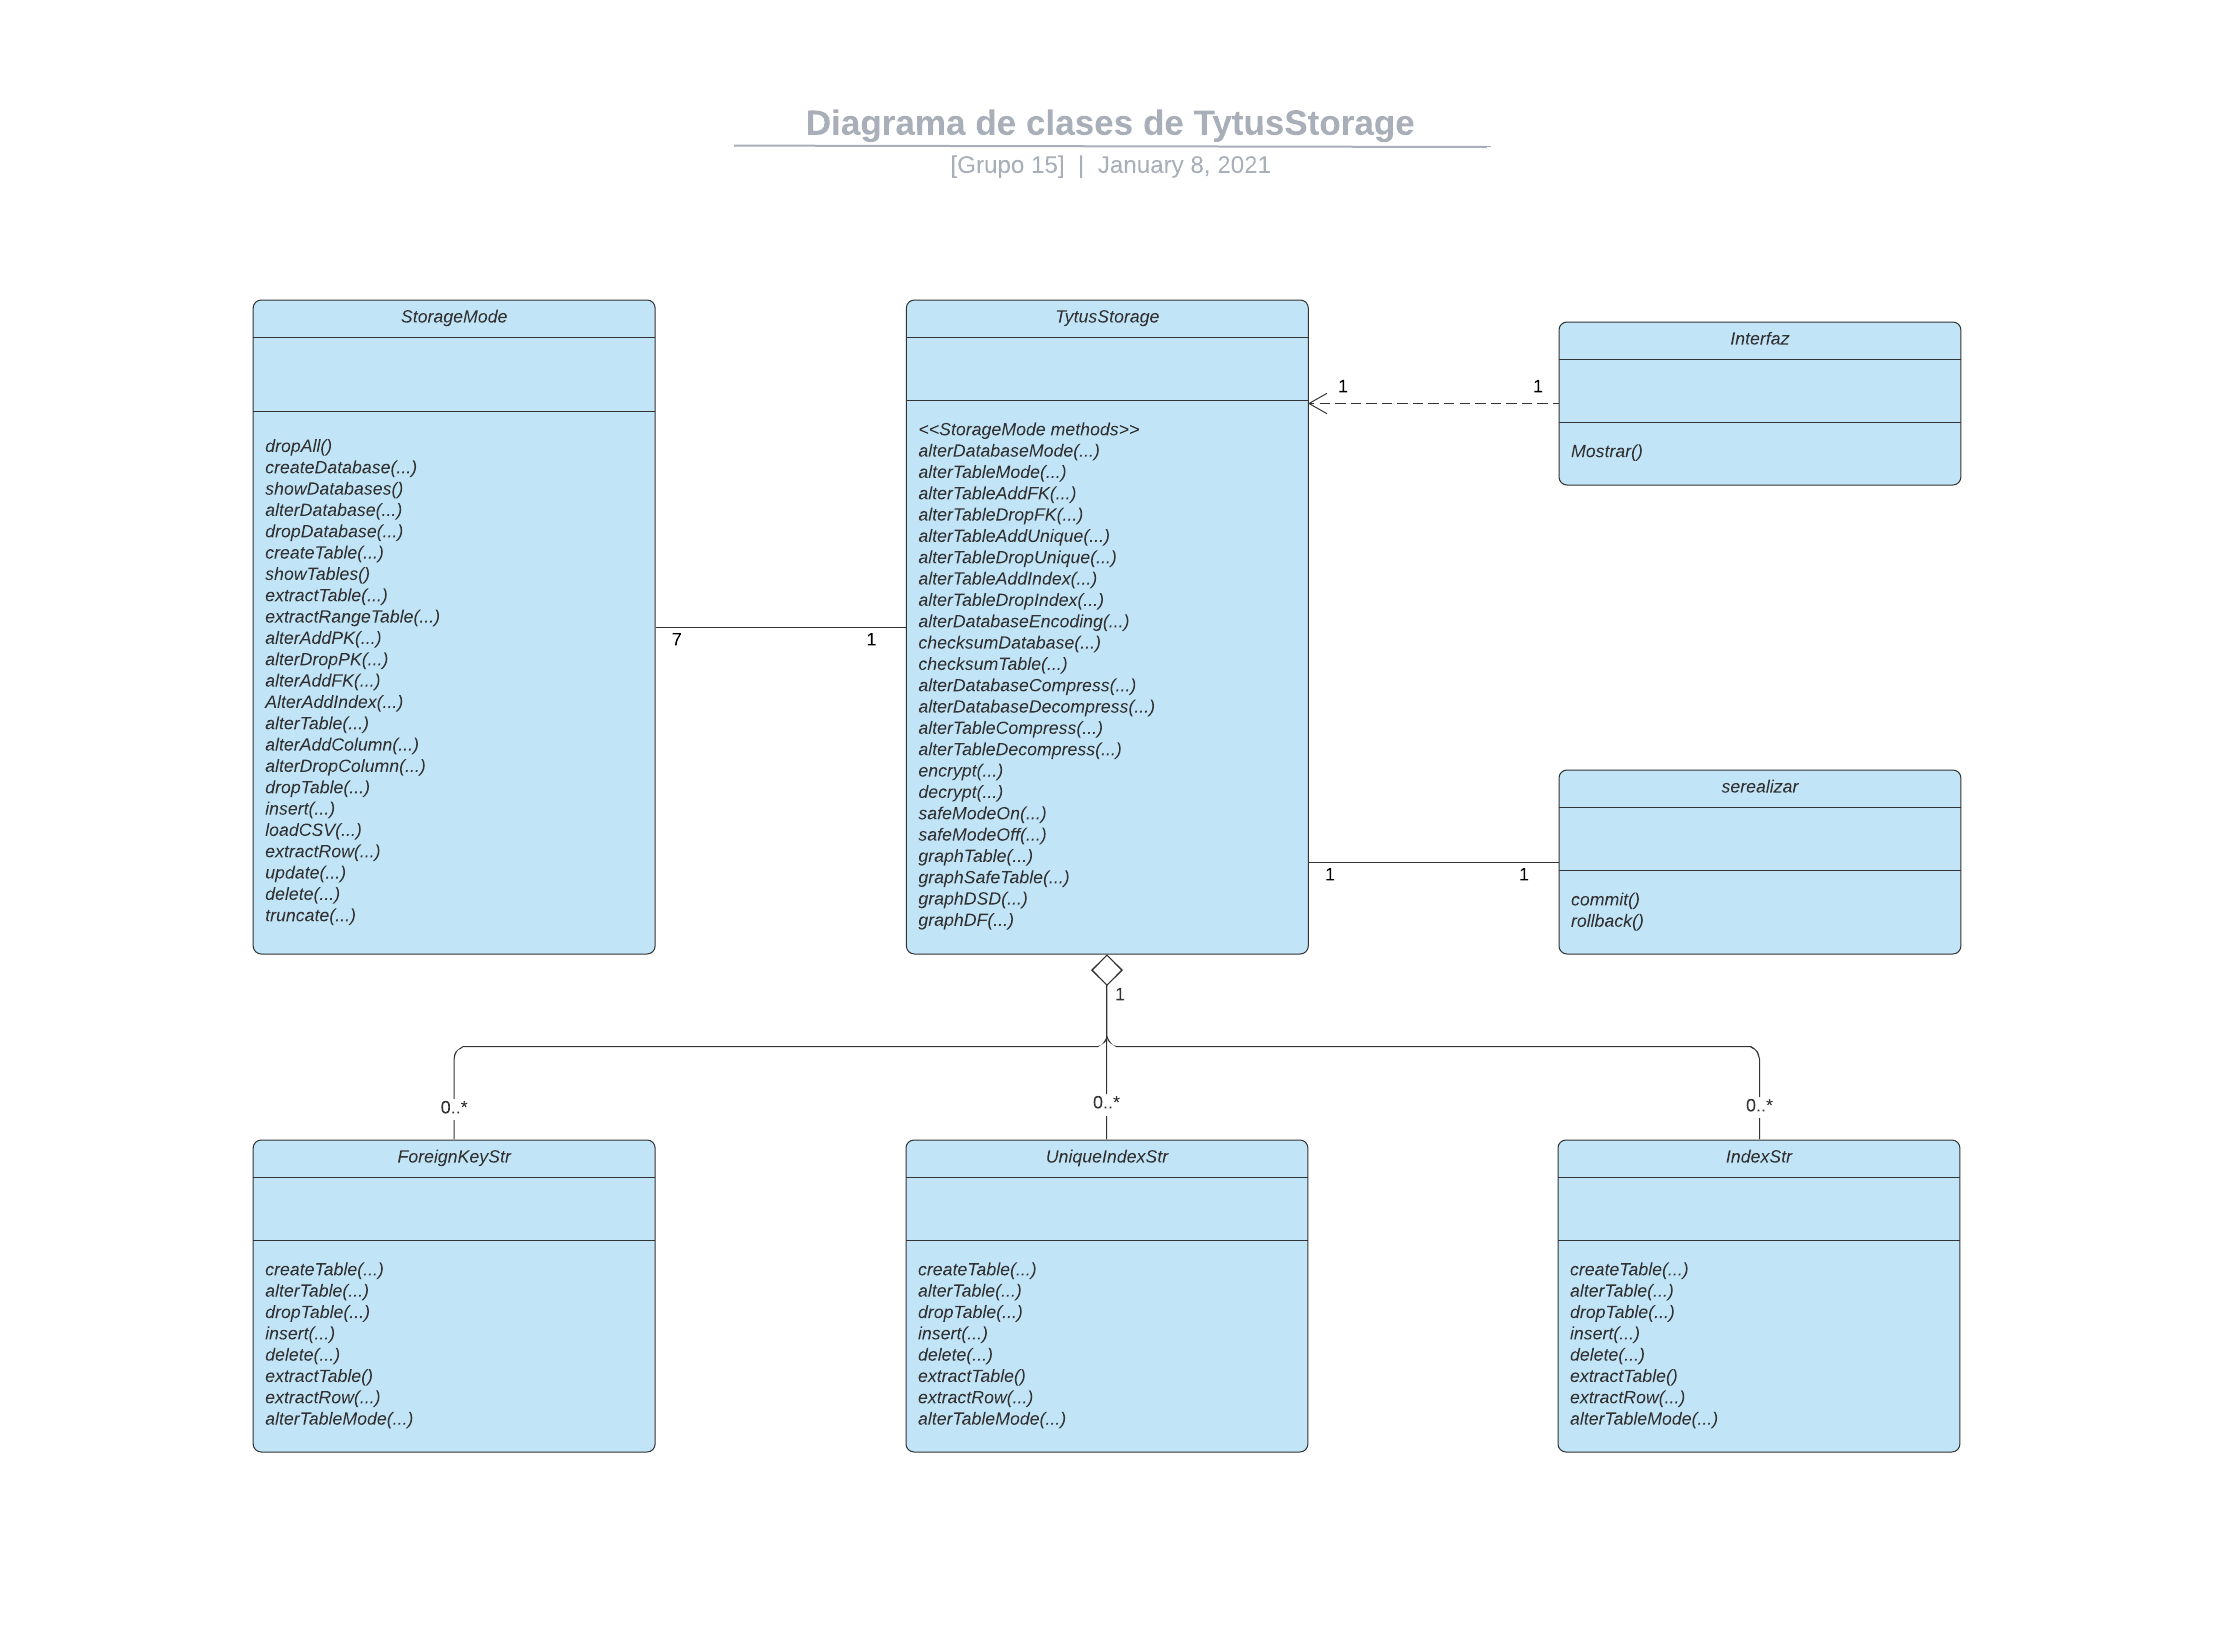 Diagrama de clases de TytusStorage
[Grupo 15] | January 8, 2021
StorageMode
dropAll()
createDatabase(...)
showDatabases()
alterDatabase(...)
dropDatabase(...)
createTable(...)
showTables()
extractTable(...)
extractRangeTable(...)
alterAddPK(...)
alterDropPK(...)
alterAddFK(...)
AlterAddIndex(...)
alterTable(...)
alterAddColumn(...)
alterDropColumn(...)
dropTable(...)
insert(...)
loadCSV(...)
extractRow(...)
update(...)
delete(...)
truncate(...)
7
1
TytusStorage
<<StorageMode methods>>
alterDatabaseMode(...)
alterTableMode(...)
alterTableAddFK(...)
alterTableDropFK(...)
alterTableAddUnique(...)
alterTableDropUnique(...)
alterTableAddIndex(...)
alterTableDropIndex(...)
alterDatabaseEncoding(...)
checksumDatabase(...)
checksumTable(...)
alterDatabaseCompress(...)
alterDatabaseDecompress(...)
alterTableCompress(...)
alterTableDecompress(...)
encrypt(...)
decrypt(...)
safeModeOn(...)
safeModeOff(...)
graphTable(...)
graphSafeTable(...)
graphDSD(...)
graphDF(...)
1
1
Interfaz
Mostrar()
1
1
serealizar
commit()
rollback()
1
0..*
0..*
0..*
ForeignKeyStr
createTable(...)
alterTable(...)
dropTable(...)
insert(...)
delete(...)
extractTable()
extractRow(...)
alterTableMode(...)
UniqueIndexStr
createTable(...)
alterTable(...)
dropTable(...)
insert(...)
delete(...)
extractTable()
extractRow(...)
alterTableMode(...)
IndexStr
createTable(...)
alterTable(...)
dropTable(...)
insert(...)
delete(...)
extractTable()
extractRow(...)
alterTableMode(...)